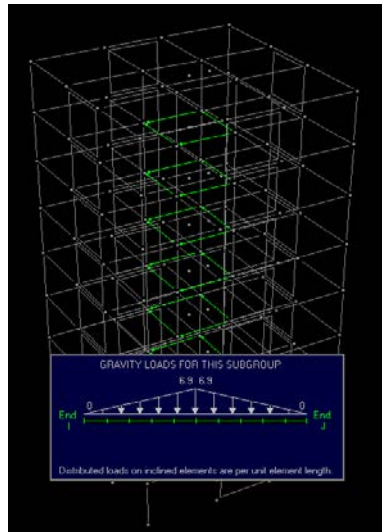 GRAVITY LOADS FOR THIS SUBGROUP
6.9 6.9
0 0
End End
I J
Distributed loads on inclined elements are per unit element length.